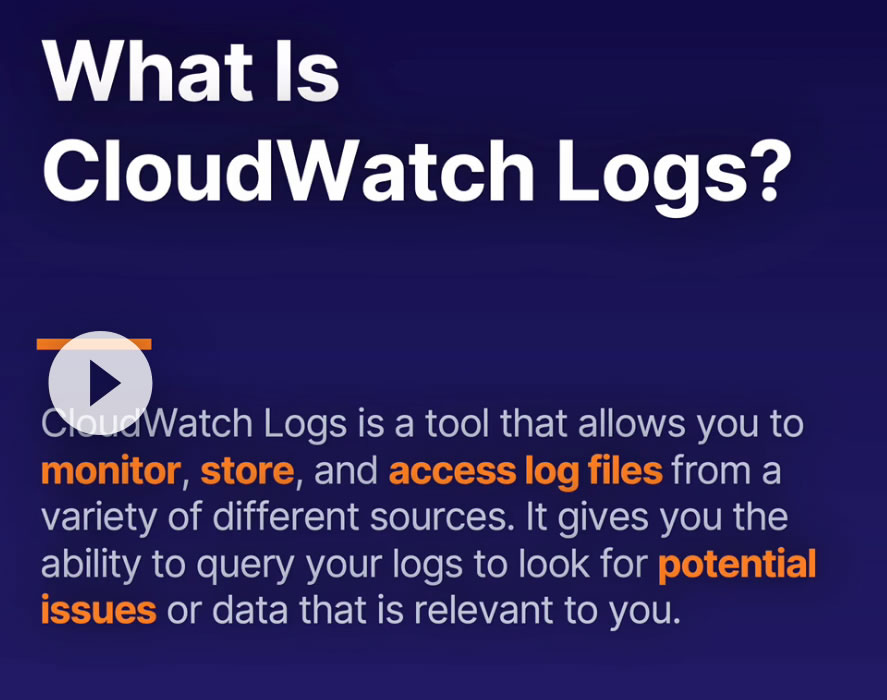 What Is
CloudWatch Logs?
CloudWatch Logs is a tool that allows you to
monitor, store, and access log files from a
variety of different sources. It gives you the
ability to query your logs to look for potential
issues or data that is relevant to you.